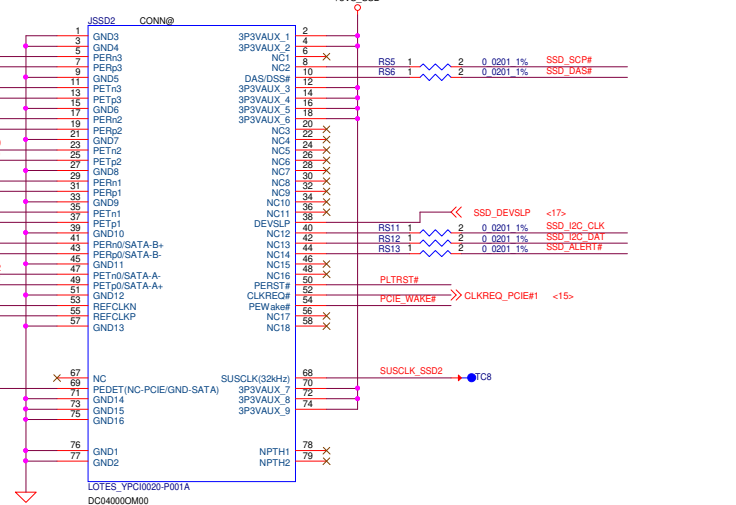 JSSD2 CONN@
1 GND3 3P3VAUX_1 2
3 GND4 3P3VAUX_2 4
5 PERn3 NC1 6
7 PERp3 NC2 8 RS5 1 2 0_0201_1% SSD_SCP#
9 GND5 DAS/DSS# 10 RS6 1 2 0_0201_1% SSD_DAS#
11 PETn3 3P3VAUX_3 12
13 PETp3 3P3VAUX_4 14
15 GND6 3P3VAUX_5 16
17 PERn2 3P3VAUX_6 18
19 PERp2 NC3 20
21 GND7 NC4 22
23 PETn2 NC5 24
25 PETp2 NC6 26
27 GND8 NC7 28
29 PERn1 NC8 30
31 PERp1 NC9 32
33 GND9 NC10 34
35 PETn1 NC11 36 SSD_DEVSLP <17>
37 PETp1 DEVSLP 38
39 GND10 NC12 40 RS11 1 2 0_0201_1% SSD_I2C_CLK
41 PERn0/SATA-B+ NC13 42 RS12 1 2 0_0201_1% SSD_I2C_DAT
43 PERp0/SATA-B- NC14 44 RS13 1 2 0_0201_1% SSD_ALERT#
45 GND11 NC15 46
47 PETn0/SATA-A- NC16 48
49 PETp0/SATA-A+ PERST# 50 PLTRST#
51 GND12 CLKREQ# 52 CLKREQ_PCIE#1 <15>
53 REFCLKN PEWake# 54 PCIE_WAKE#
55 REFCLKP NC17 56
57 GND13 NC18 58
67 NC SUSCLK(32kHz) 68 SUSCLK_SSD2 TC8
69 PEDET(NC-PCIE/GND-SATA) 3P3VAUX_7 70
71 GND14 3P3VAUX_8 72
73 GND15 3P3VAUX_9 74
75 GND16
76 GND1 NPTH1 78
77 GND2 NPTH2 79
LOTES_YPCI0020-P001A
DC04000OM00